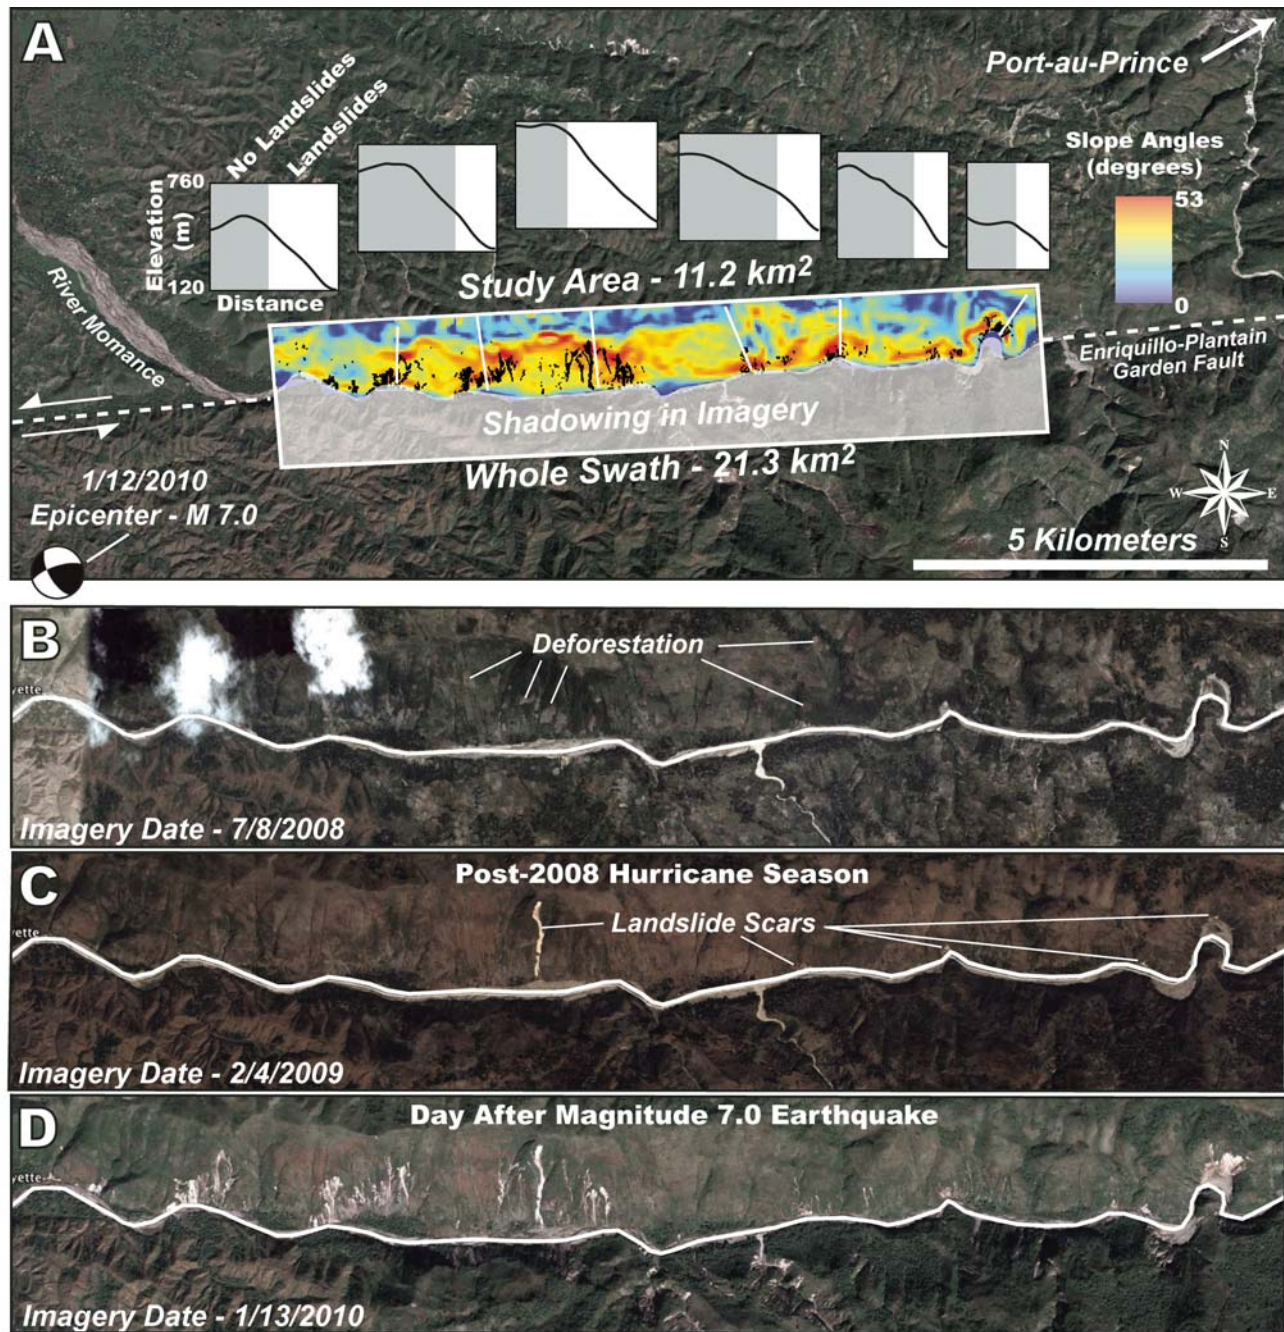 A
Port-au-Prince
No Landslides
Landslides
Slope Angles
(degrees)
53
0
760
Elevation
(m)
120
Distance
River Momance
Study Area - 11.2 km²
Enriquillo-Plantain
Garden Fault
Shadowing in Imagery
Whole Swath - 21.3 km²
1/12/2010
Epicenter - M 7.0
N
W
E
S
5 Kilometers
B
Deforestation
yette
Imagery Date - 7/8/2008
C
Post-2008 Hurricane Season
Landslide Scars
yette
Imagery Date - 2/4/2009
D
Day After Magnitude 7.0 Earthquake
yette
Imagery Date - 1/13/2010